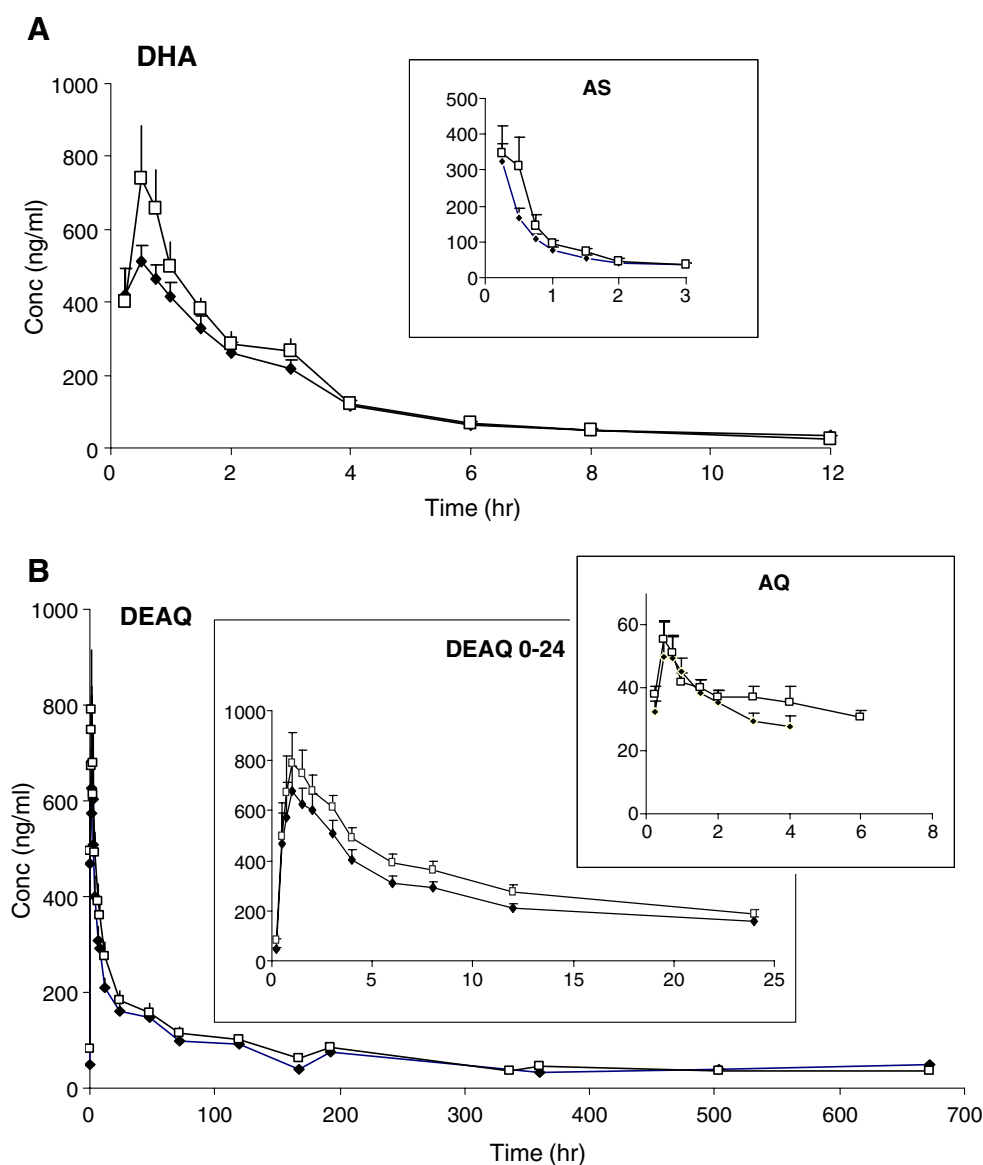 A
DHA
1000
800
600
400
200
0
Conc (ng/ml)
0 2 4 6 8 10 12
Time (hr)
AS
500
400
300
200
100
0
0 1 2 3
B
DEAQ
1000
800
600
400
200
0
Conc (ng/ml)
0 100 200 300 400 500 600 700
Time (hr)
DEAQ 0-24
1000
800
600
400
200
0
0 5 10 15 20 25
AQ
60
40
20
0
0 2 4 6 8